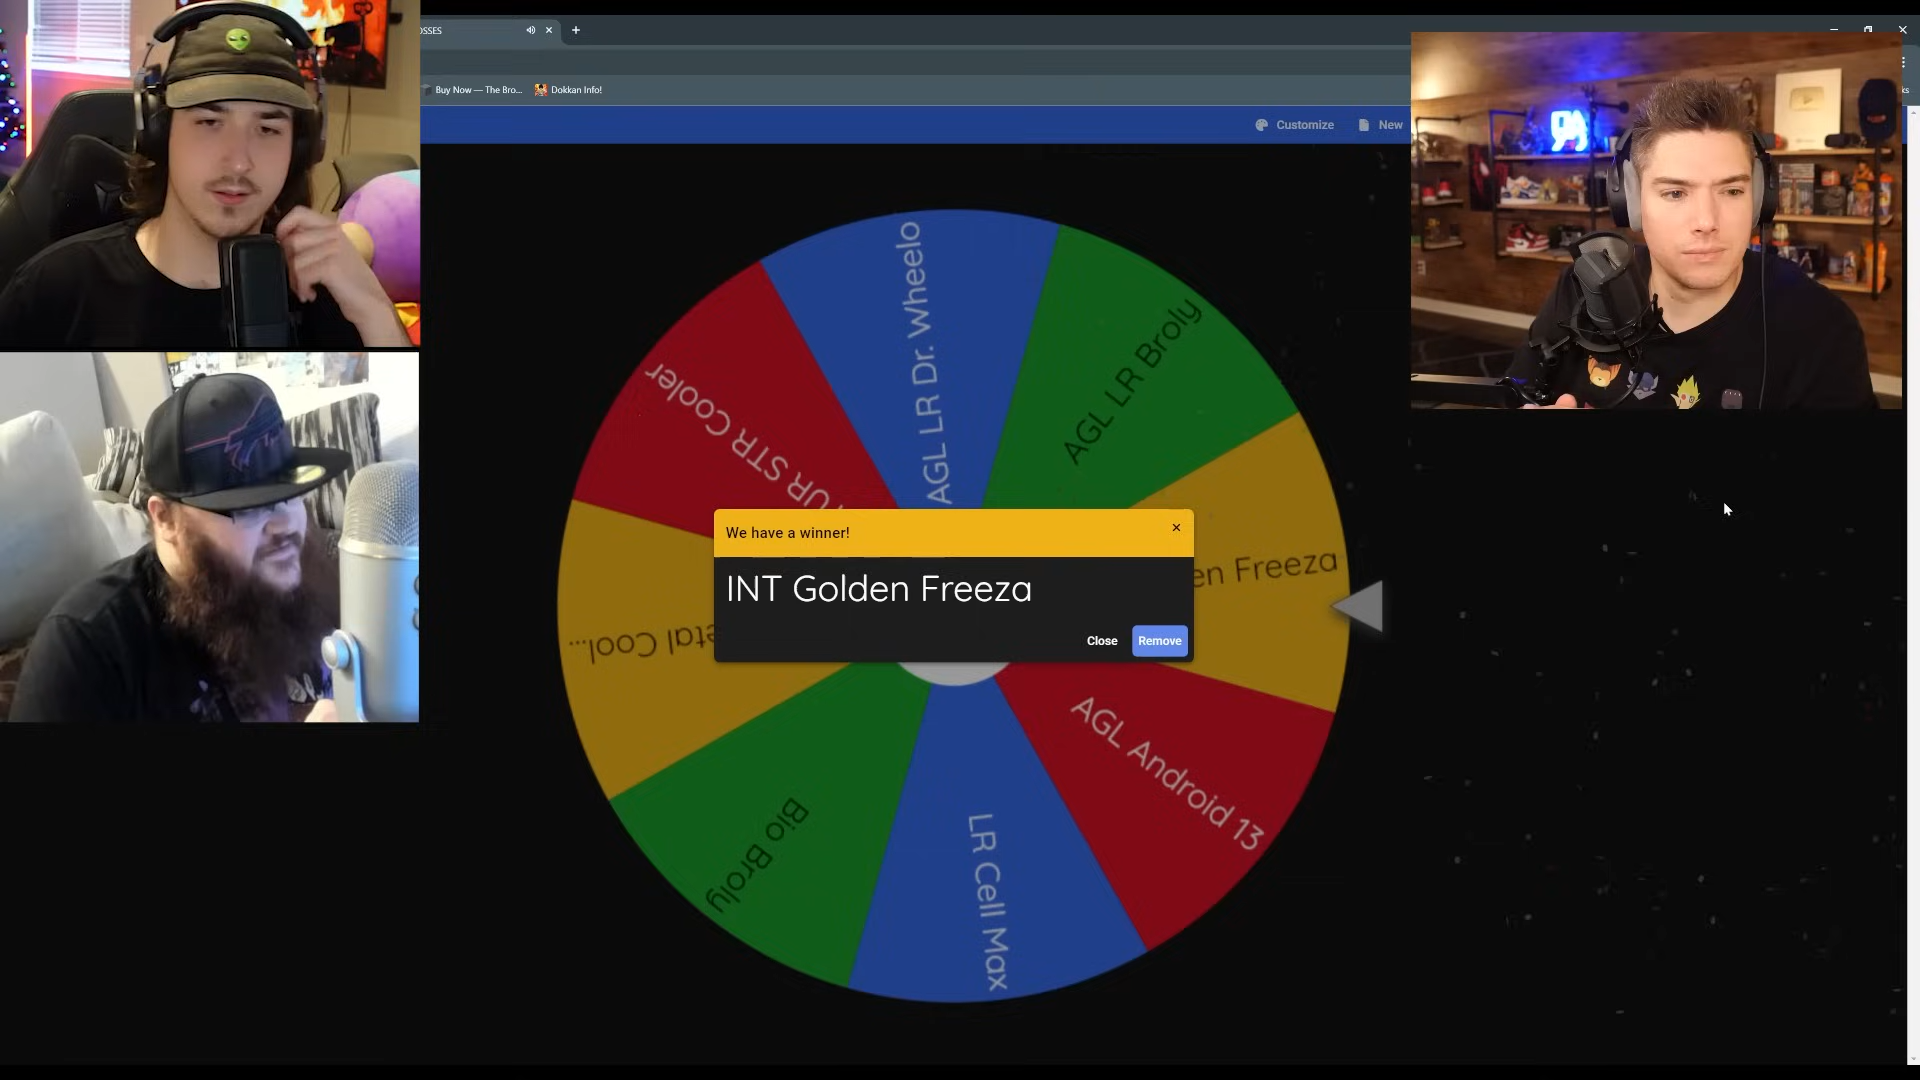 OSSES
Buy Now — The Bro...
Dokkan Info!
Customize
New
AGL LR Dr. Wheelo
AGL LR Broly
UR STR Cooler
en Freeza
etal Cool...
AGL Android 13
Bio Broly
LR Cell Max
We have a winner!
INT Golden Freeza
Close
Remove